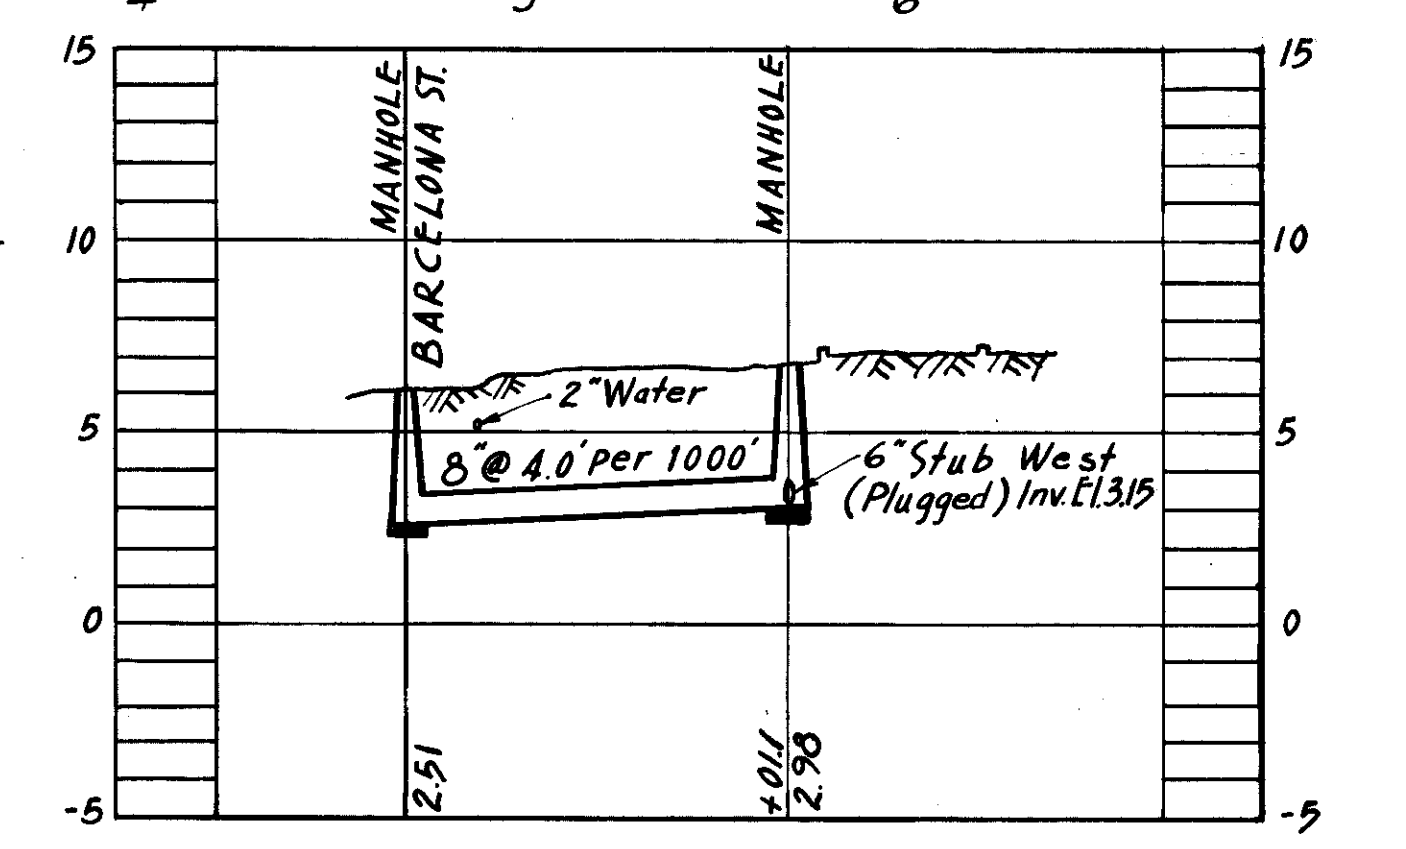 15
15
MANHOLE
BARCELONA ST.
MANHOLE
10
10
2"Water
5
5
8"@ 4.0' Per 1000'
6"Stub West
(Plugged) Inv.El.3.15
0
0
2.51
+01.1
2.98
-5
-5